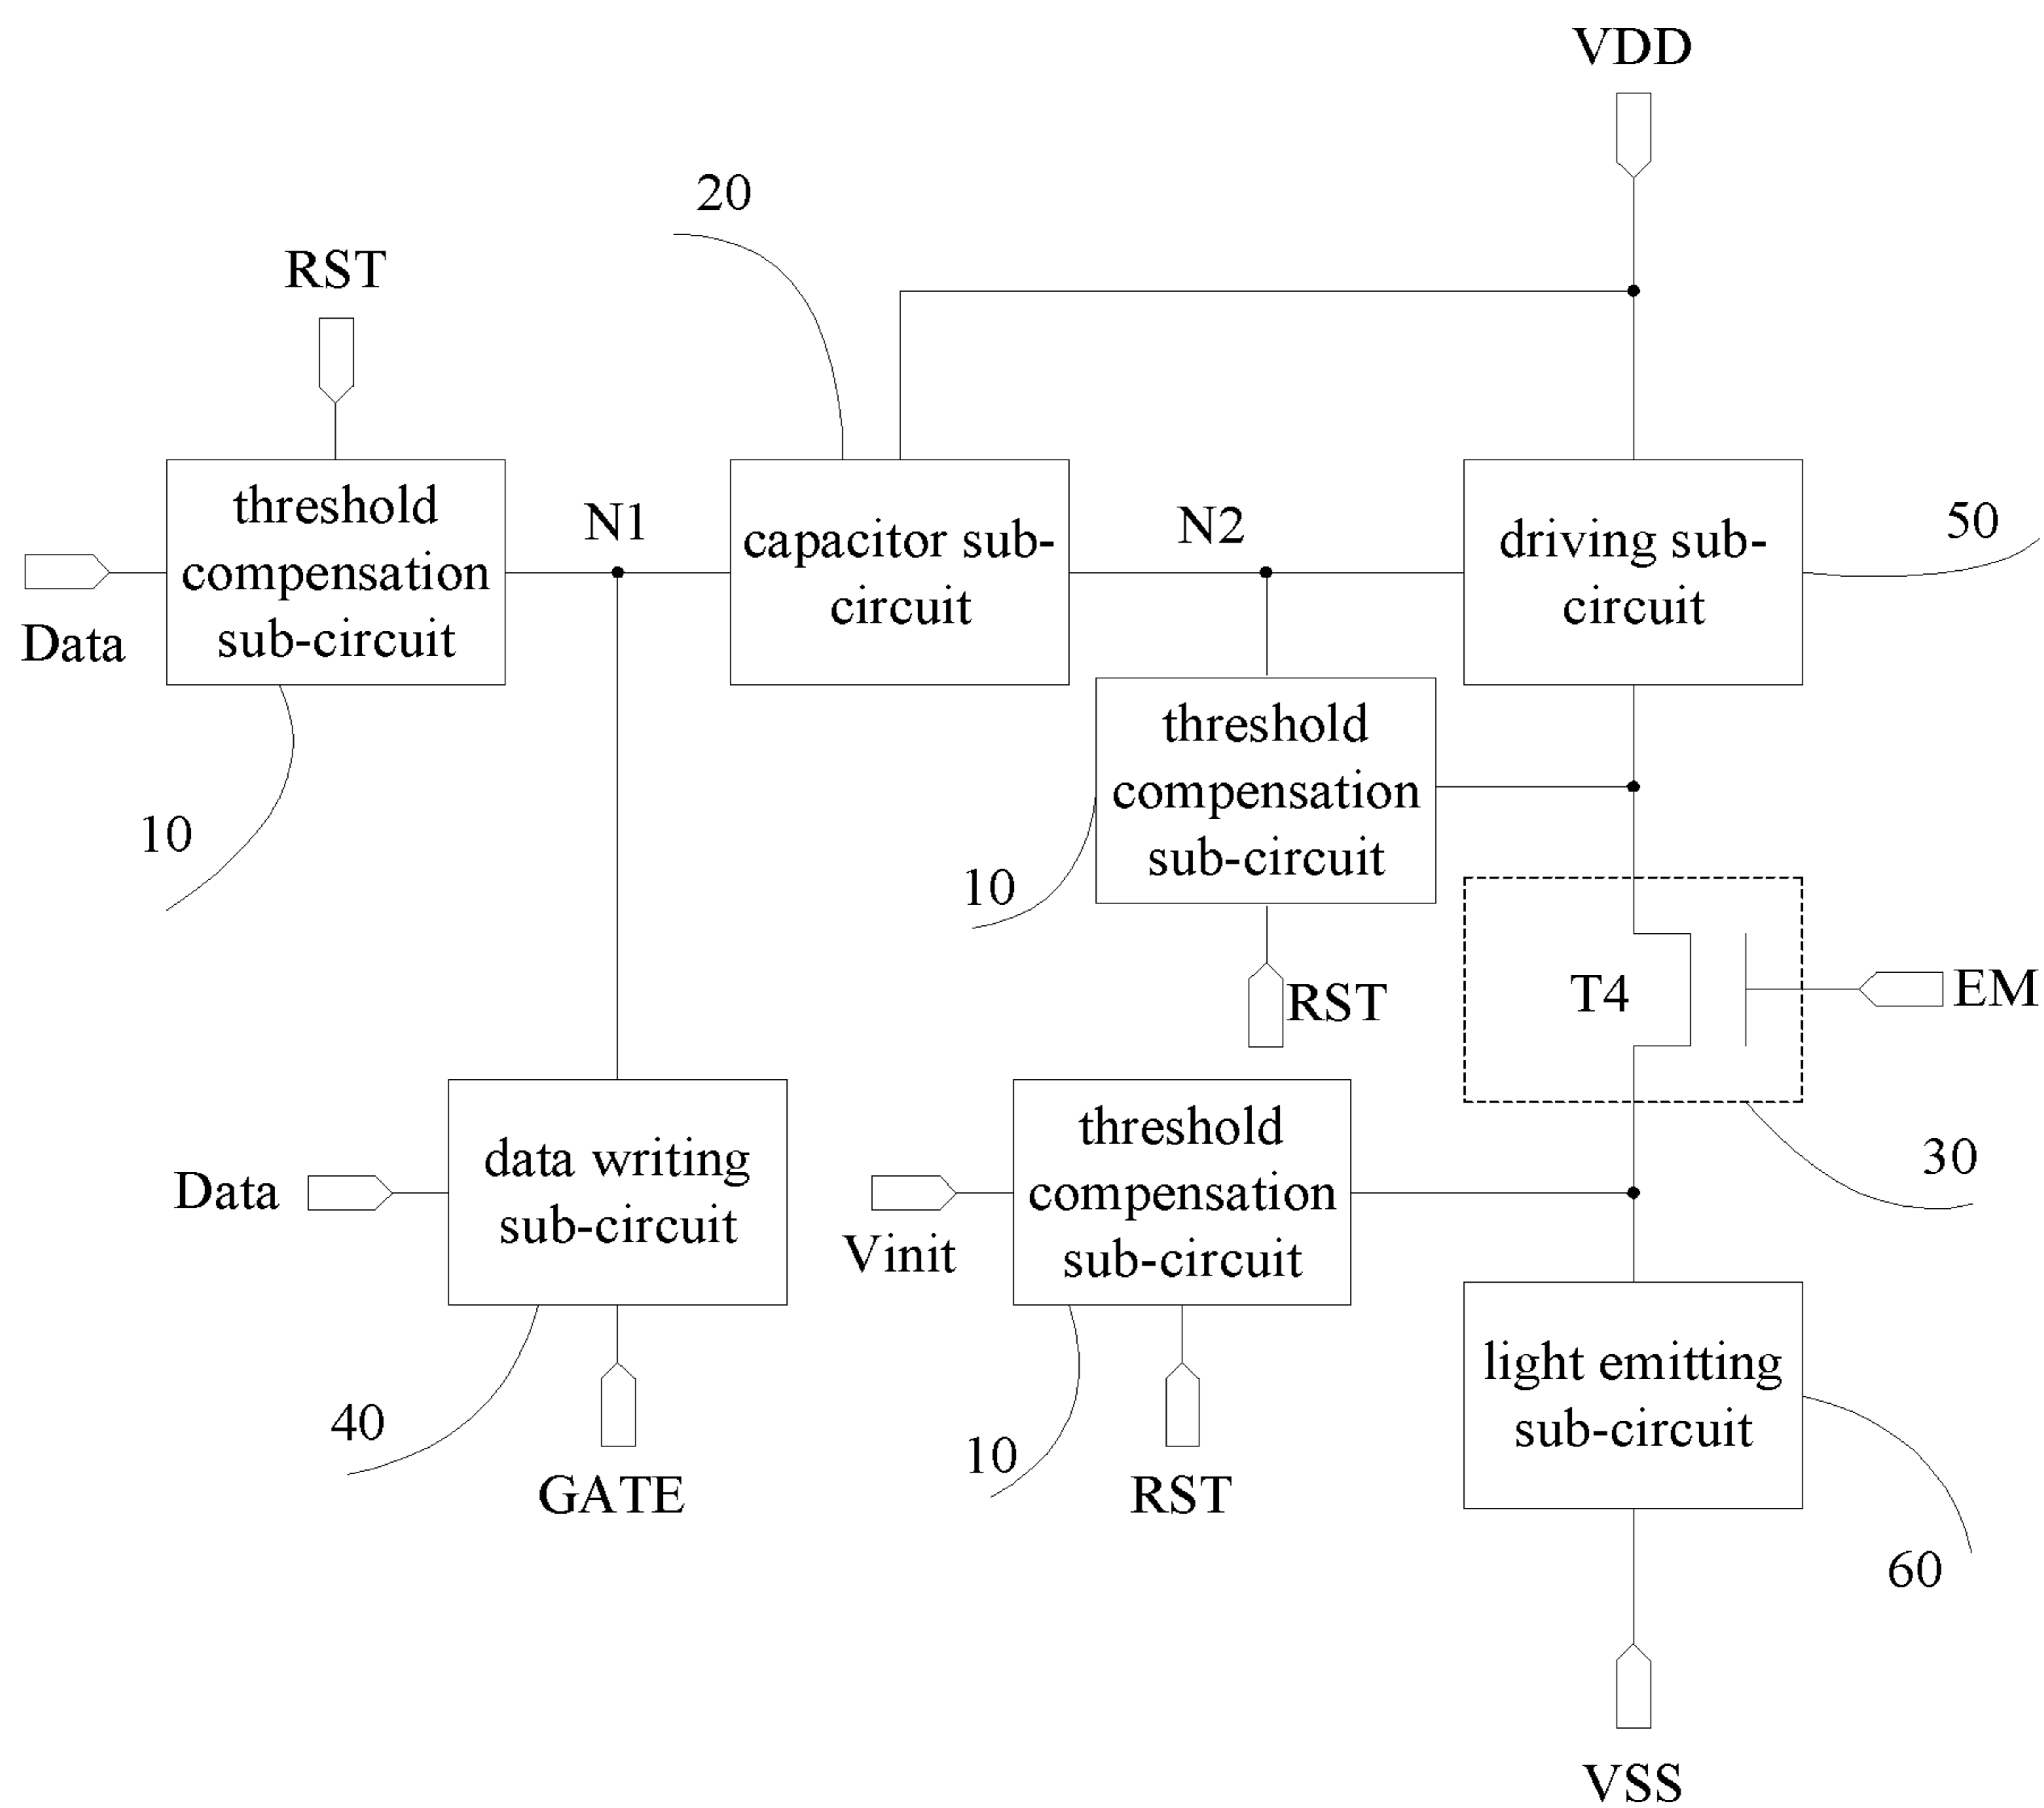 VDD
20
RST
threshold
compensation
sub-circuit
N1
capacitor sub-
circuit
N2
driving sub-
circuit
50
Data
threshold
compensation
sub-circuit
10
10
RST
T4
EM
data writing
sub-circuit
Data
threshold
compensation
sub-circuit
Vinit
30
light emitting
sub-circuit
40
10
GATE
RST
60
VSS